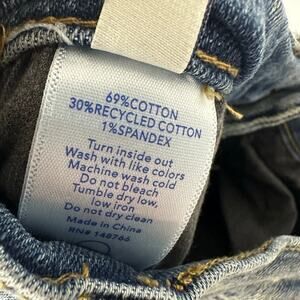 69%COTTON
30%RECYCLED COTTON
1%SPANDEX
Turn inside out
Wash with like colors
Machine wash cold
Do not bleach
Tumble dry low,
low iron
Do not dry clean
Made in China
RN# 148766